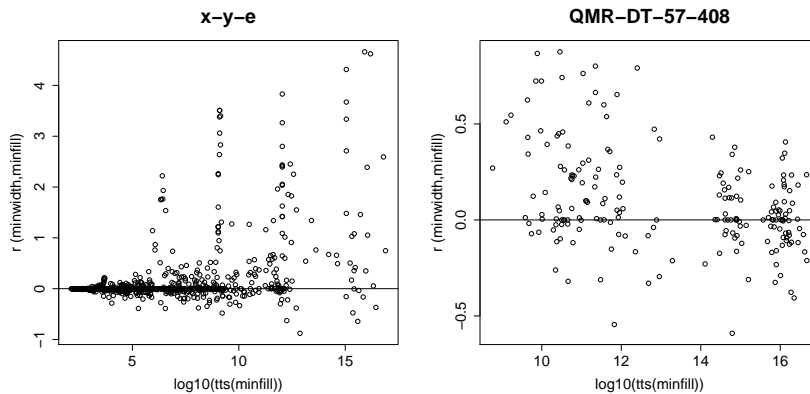 x-y-e
r (minwidth,minfill)
4
3
2
1
0
-1
5
10
15
log10(tts(minfill))
QMR-DT-57-408
r (minwidth,minfill)
0.5
0.0
-0.5
10
12
14
16
log10(tts(minfill))